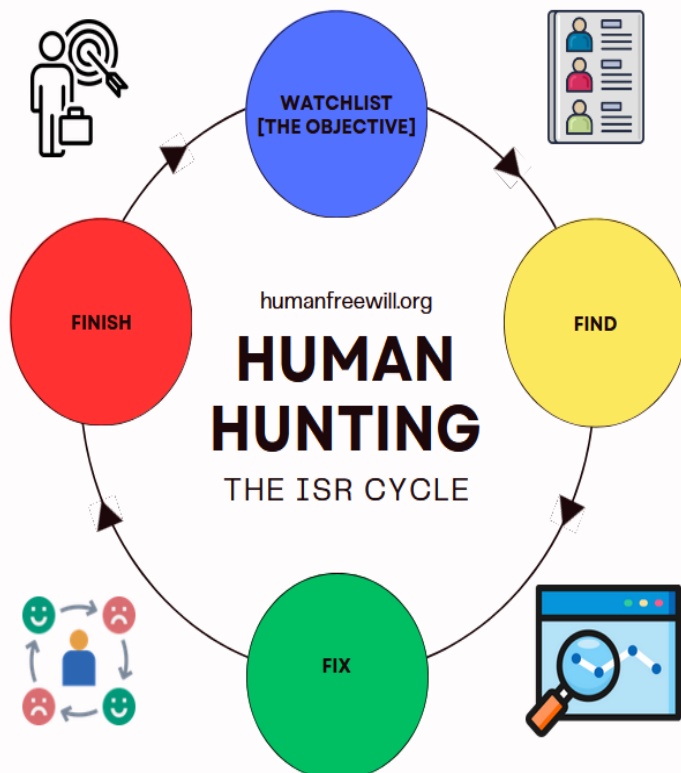 WATCHLIST
[THE OBJECTIVE]
FINISH
FIND
humanfreewill.org
HUMAN
HUNTING
THE ISR CYCLE
FIX